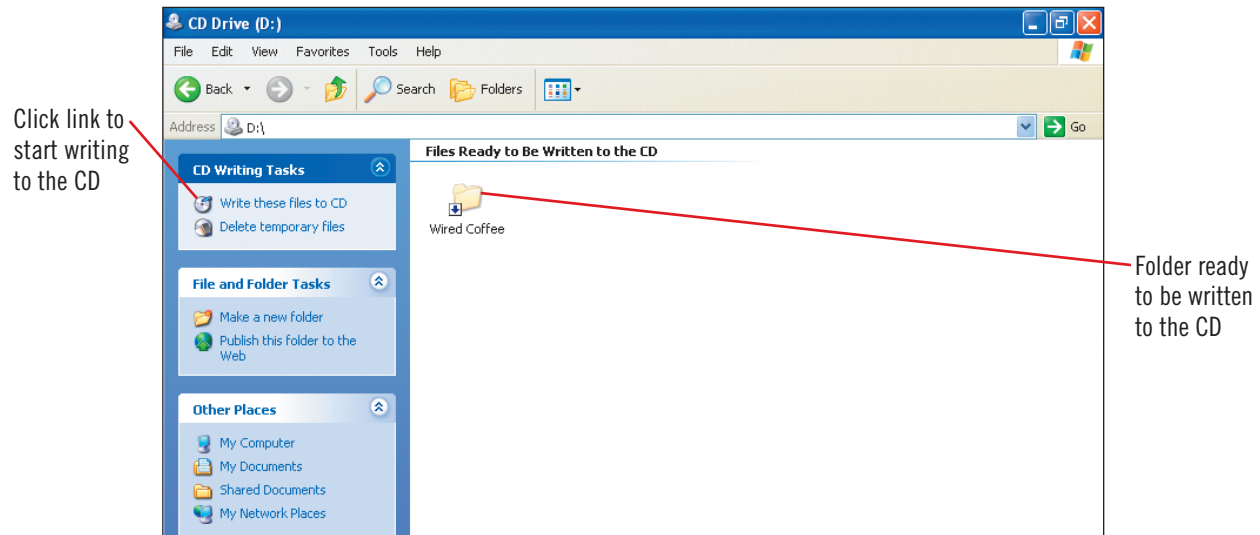 CD Drive (D:)
File Edit View Favorites Tools Help
Back Search Folders
Address D:\ Go
Click link to
start writing
to the CD
CD Writing Tasks
Write these files to CD
Delete temporary files
File and Folder Tasks
Make a new folder
Publish this folder to the
Web
Other Places
My Computer
My Documents
Shared Documents
My Network Places
Files Ready to Be Written to the CD
Wired Coffee
Folder ready
to be written
to the CD